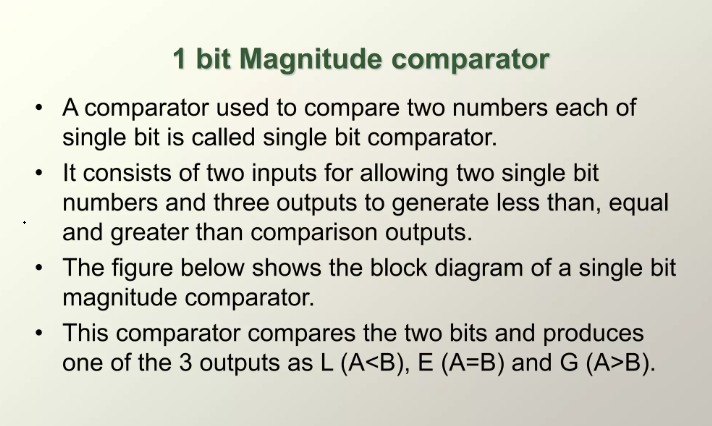 1 bit Magnitude comparator
• A comparator used to compare two numbers each of
single bit is called single bit comparator.
• It consists of two inputs for allowing two single bit
numbers and three outputs to generate less than, equal
and greater than comparison outputs.
• The figure below shows the block diagram of a single bit
magnitude comparator.
• This comparator compares the two bits and produces
one of the 3 outputs as L (A<B), E (A=B) and G (A>B).